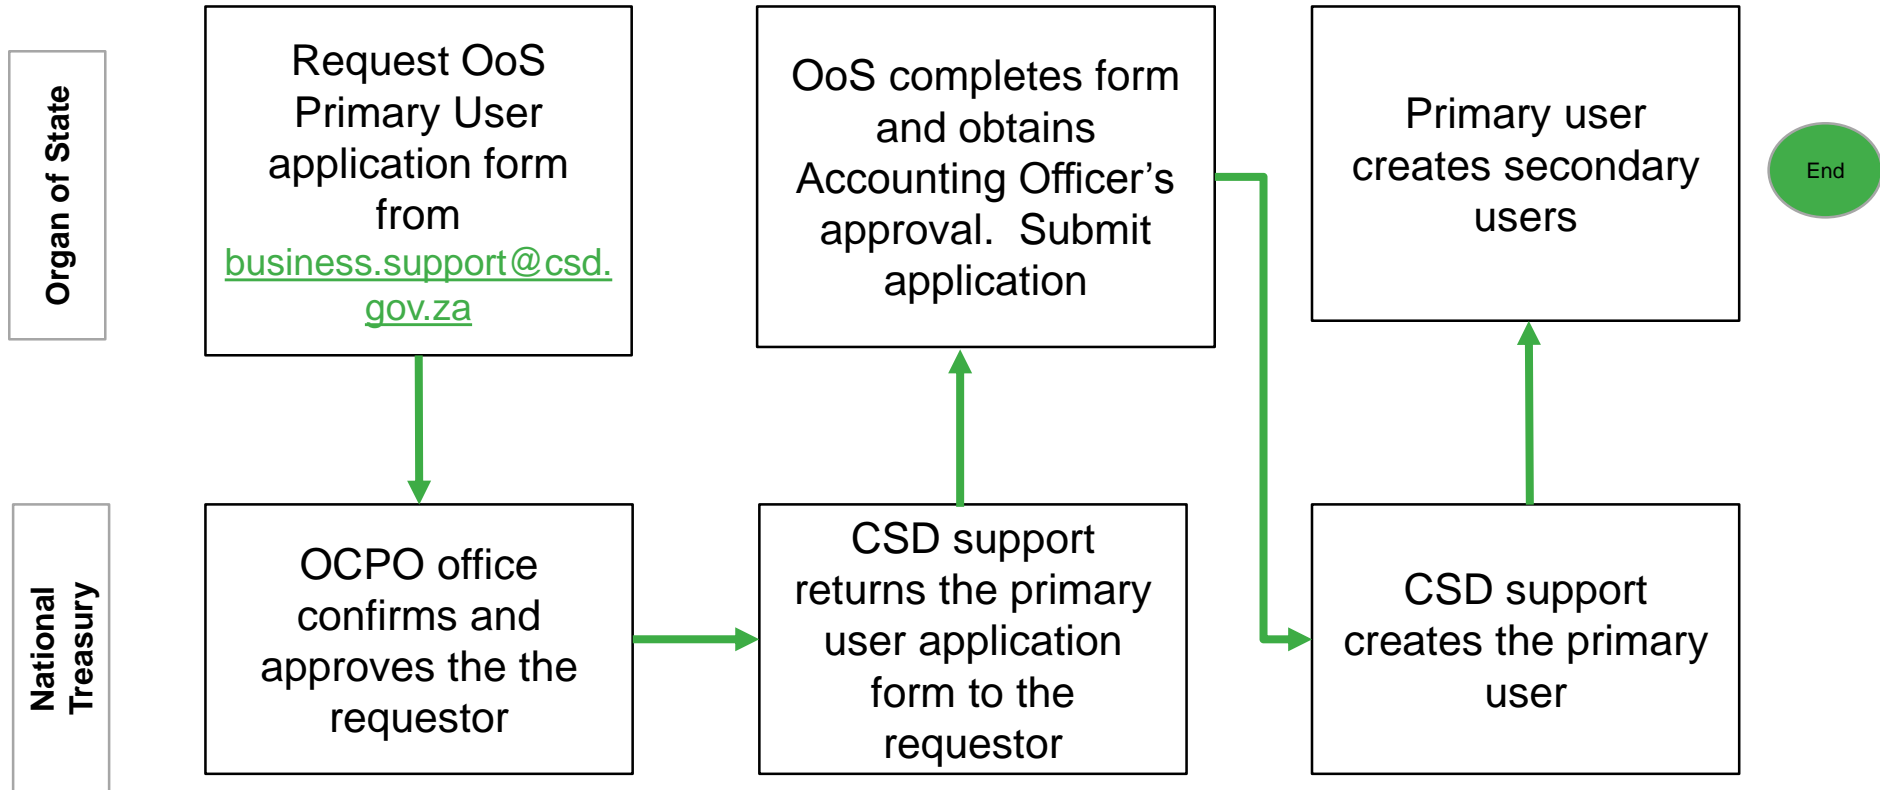 Organ of State
Request OoS
Primary User
application form
from
business.support@csd.
gov.za
OoS completes form
and obtains
Accounting Officer’s
approval.  Submit
application
Primary user
creates secondary
users
End
National
Treasury
OCPO office
confirms and
approves the the
requestor
CSD support
returns the primary
user application
form to the
requestor
CSD support
creates the primary
user